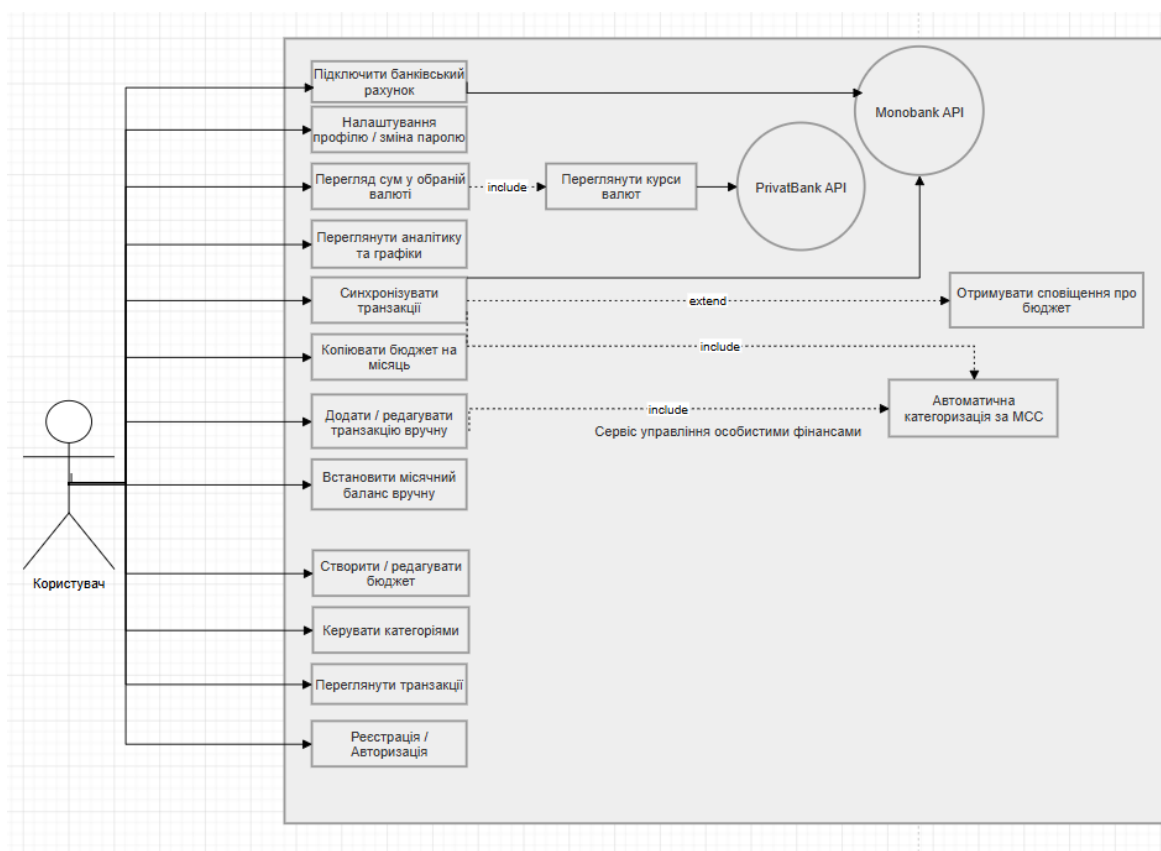 Підключити банківський
рахунок
Monobank API
Налаштування
профілю / зміна паролю
Перегляд сум у обраній
валюті
include
Переглянути курси
валют
PrivatBank API
Переглянути аналітику
та графіки
Синхронізувати
транзакції
extend
Отримувати сповіщення про
бюджет
Копіювати бюджет на
місяць
include
Автоматична
категоризація за МСС
Додати / редагувати
транзакцію вручну
include
Сервіс управління особистими фінансами
Встановити місячний
баланс вручну
Користувач
Створити / редагувати
бюджет
Керувати категоріями
Переглянути транзакції
Реєстрація /
Авторизація